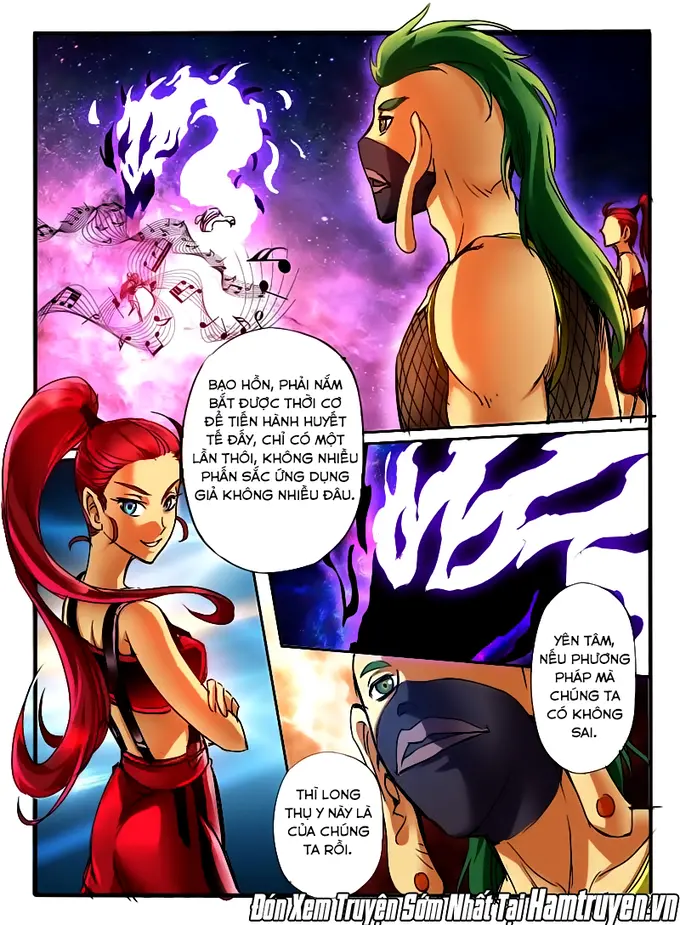 BẠO HỒN, PHẢI NẮM
BẮT ĐƯỢC THỜI CƠ
ĐỂ TIẾN HÀNH HUYẾT
TẾ ĐẤY, CHỈ CÓ MỘT
LẦN THÔI, KHÔNG NHIỀU
PHẤN SẮC ỨNG DỤNG
GIẢ KHÔNG NHIỀU ĐÂU.
YÊN TÂM,
NẾU PHƯƠNG
PHÁP MÀ
CHÚNG TA
CÓ KHÔNG
SAI.
THÌ LONG
THỤ Y NÀY LÀ
CỦA CHÚNG
TA RỒI.
Đón Xem Truyện Sớm Nhất Tại Hamtruyen.vn